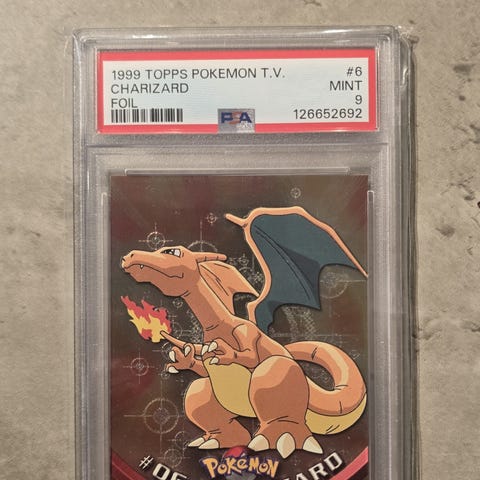 1999 TOPPS POKEMON T.V. #6
CHARIZARD MINT
FOIL 9
PSA 126652692
Pokémon